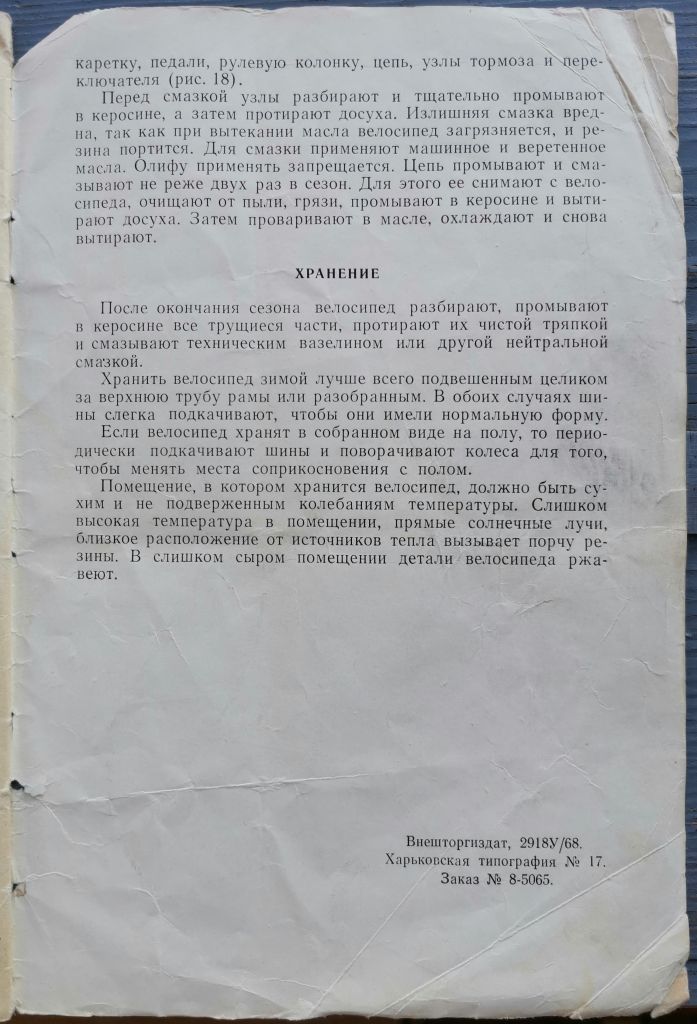 каретку, педали, рулевую колонку, цепь, узлы тормоза и пере-
ключателя (рис. 18).
Перед смазкой узлы разбирают и тщательно промывают
в керосине, а затем протирают досуха. Излишняя смазка вред-
на, так как при вытекании масла велосипед загрязняется, и ре-
зина портится. Для смазки применяют машинное и веретенное
масла. Олифу применять запрещается. Цепь промывают и сма-
зывают не реже двух раз в сезон. Для этого ее снимают с вело-
сипеда, очищают от пыли, грязи, промывают в керосине и выти-
рают досуха. Затем проваривают в масле, охлаждают и снова
вытирают.
ХРАНЕНИЕ
После окончания сезона велосипед разбирают, промывают
в керосине все трущиеся части, протирают их чистой тряпкой
и смазывают техническим вазелином или другой нейтральной
смазкой.
Хранить велосипед зимой лучше всего подвешенным целиком
за верхнюю трубу рамы или разобранным. В обоих случаях ши-
ны слегка подкачивают, чтобы они имели нормальную форму.
Если велосипед хранят в собранном виде на полу, то перио-
дически подкачивают шины и поворачивают колеса для того,
чтобы менять места соприкосновения с полом.
Помещение, в котором хранится велосипед, должно быть су-
хим и не подверженным колебаниям температуры. Слишком
высокая температура в помещении, прямые солнечные лучи,
близкое расположение от источников тепла вызывает порчу ре-
зины. В слишком сыром помещении детали велосипеда ржа-
веют.
Внешторгиздат, 2918У/68.
Харьковская типография № 17.
Заказ № 8-5065.